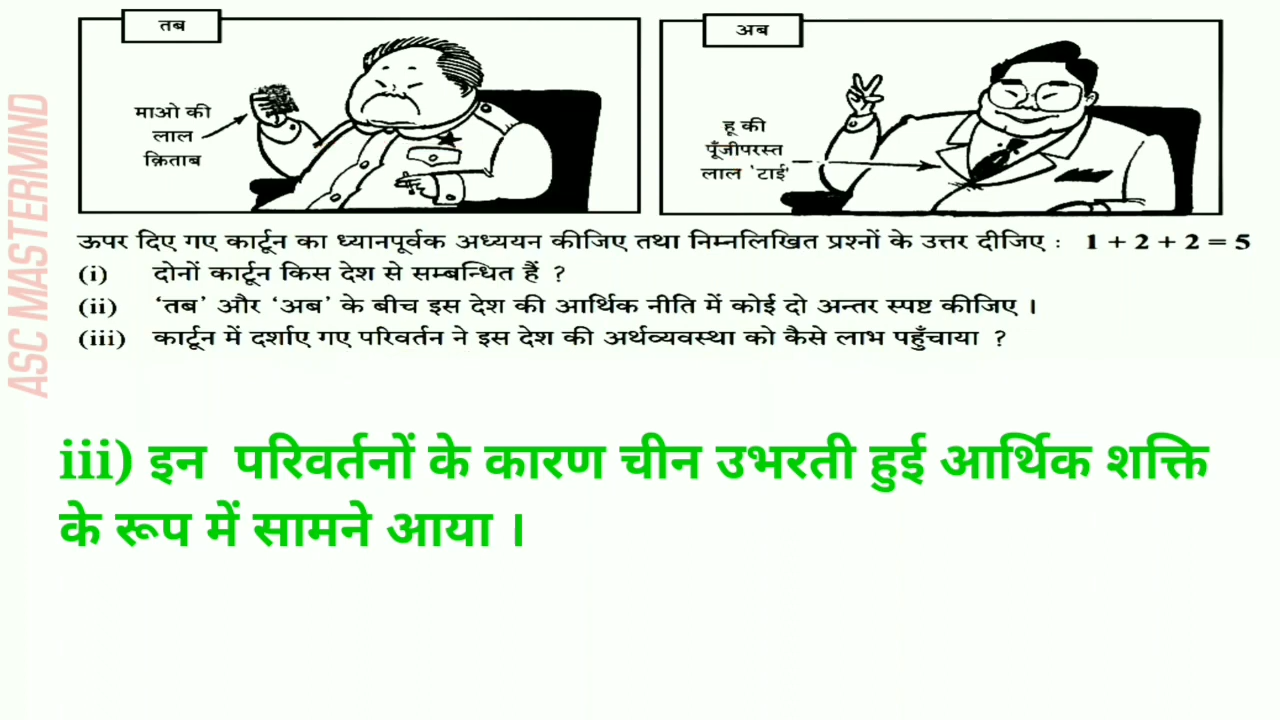 तब
माओ की
लाल
क़िताब
अब
हू की
पूँजीपरस्त
लाल 'टाई'
ऊपर दिए गए कार्टून का ध्यानपूर्वक अध्ययन कीजिए तथा निम्नलिखित प्रश्नों के उत्तर दीजिए : 1 + 2 + 2 = 5
(i) दोनों कार्टून किस देश से सम्बन्धित हैं ?
(ii) 'तब' और 'अब' के बीच इस देश की आर्थिक नीति में कोई दो अन्तर स्पष्ट कीजिए ।
(iii) कार्टून में दर्शाए गए परिवर्तन ने इस देश की अर्थव्यवस्था को कैसे लाभ पहुँचाया ?
iii) इन परिवर्तनों के कारण चीन उभरती हुई आर्थिक शक्ति
के रूप में सामने आया ।
ASC MASTERMIND